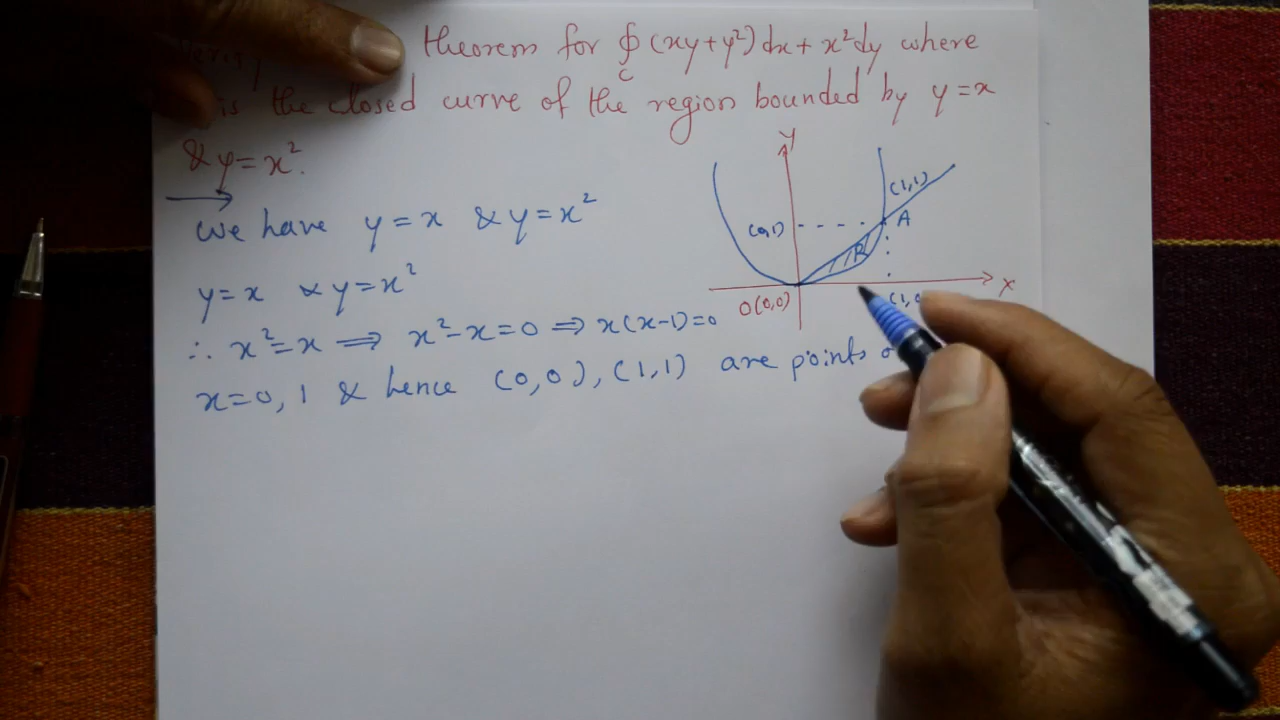 theorem for ∮ (xy+y²)dx + x²dy where
C
is the closed curve of the region bounded by y=x
& y=x².
We have y=x & y=x²
y=x & y=x²
∴ x²=x ⟹ x²-x=0 ⟹ x(x-1)=0
x=0, 1 & hence (0,0), (1,1) are points
Y
(1,1)
(0,1)
A
R
O(0,0)
X